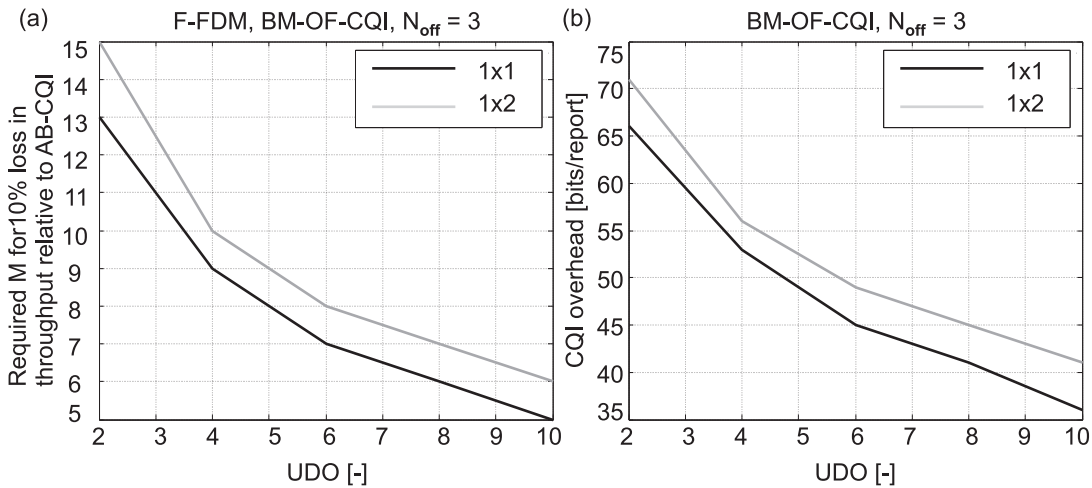 (a)
F-FDM, BM-OF-CQI, Noff = 3
Required M for10% loss in
throughput relative to AB-CQI
15
14
13
12
11
10
9
8
7
6
5
2
3
4
5
6
7
8
9
10
UDO [-]
1x1
1x2
(b)
BM-OF-CQI, Noff = 3
CQI overhead [bits/report]
75
70
65
60
55
50
45
40
35
2
3
4
5
6
7
8
9
10
UDO [-]
1x1
1x2